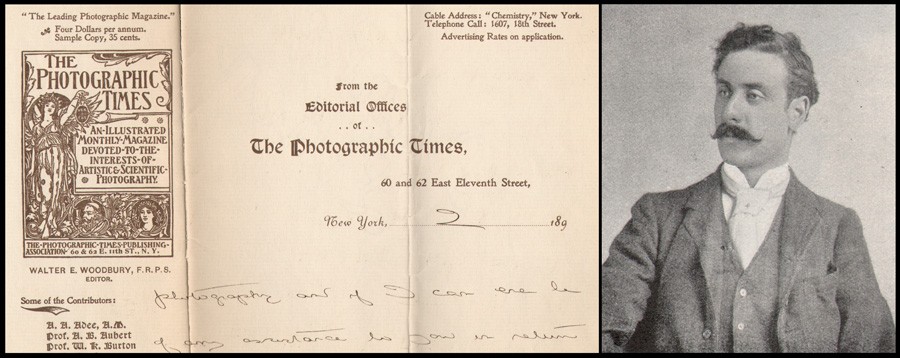 "The Leading Photographic Magazine."
Four Dollars per annum.
Sample Copy, 35 cents.
THE
PHOTOGRAPHIC
TIMES
AN·ILLUSTRATED
MONTHLY·MAGAZINE
DEVOTED·TO·THE·
INTERESTS·OF·
ARTISTIC&SCIENTIFIC·
PHOTOGRAPHY.
THE·PHOTOGRAPHIC·TIMES·PUBLISHING·
ASSOCIATION· 60 & 62 E. 11th ST., N.Y.
WALTER E. WOODBURY, F.R.P.S.
EDITOR.
Some of the Contributors:
A. A. Adee, A.M.
Prof. A. B. Aubert
Prof. W. K. Burton
Cable Address: "Chemistry," New York.
Telephone Call: 1607, 18th Street.
Advertising Rates on application.
From the
Editorial Offices
..of..
The Photographic Times,
60 and 62 East Eleventh Street,
New York, 2 189
photography and if I can ever be
of any assistance to you in return